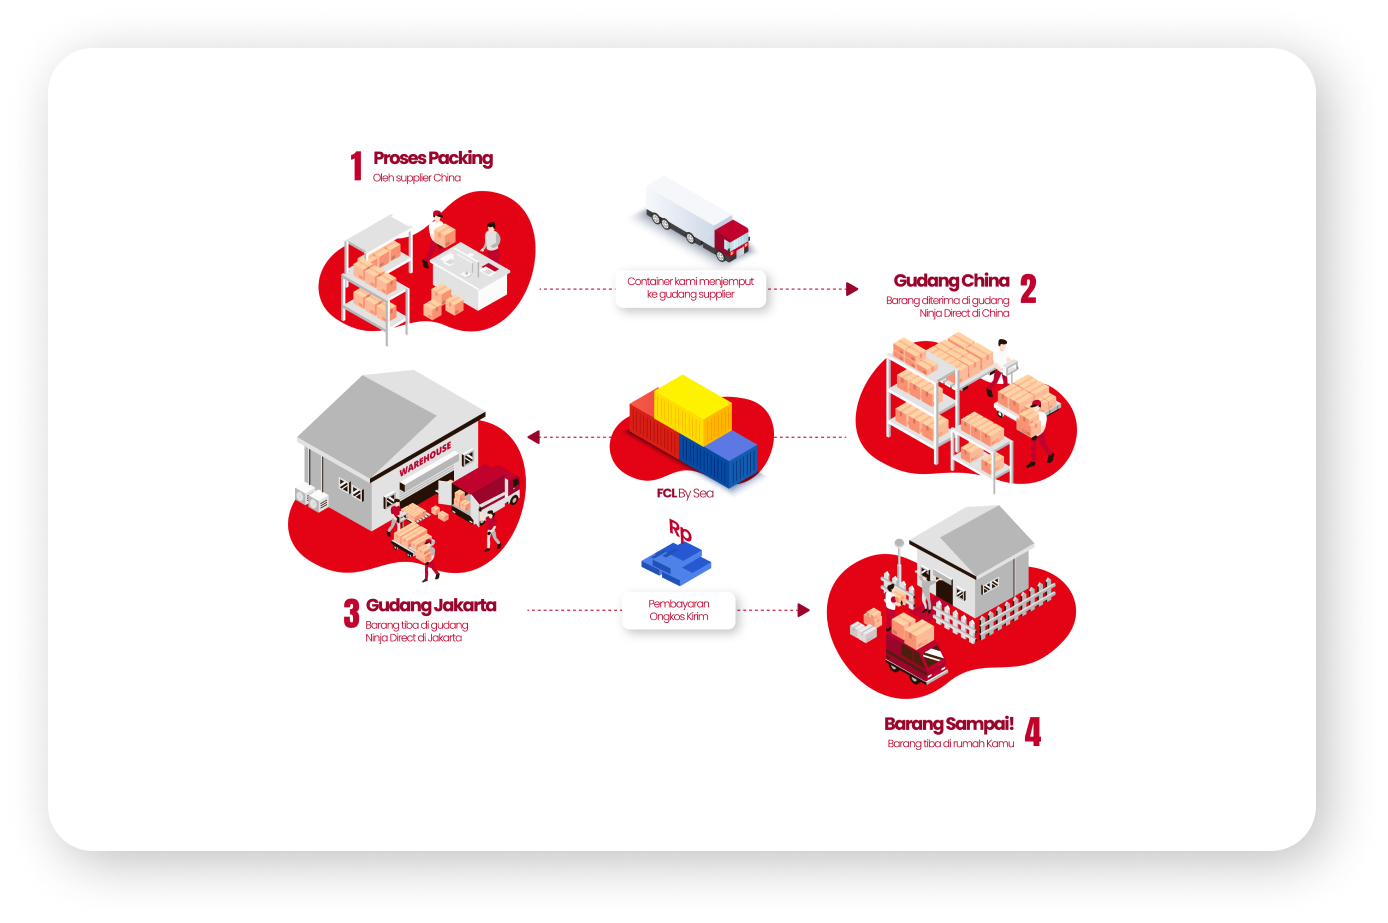 1
Proses Packing
Oleh supplier China
Container kami menjemput
ke gudang supplier
Gudang China
2
Barang diterima di gudang
Ninja Direct di China
WAREHOUSE
FCL By Sea
Rp
Pembayaran
Ongkos Kirim
3
Gudang Jakarta
Barang tiba di gudang
Ninja Direct di Jakarta
Barang Sampai!
4
Barang tiba di rumah Kamu